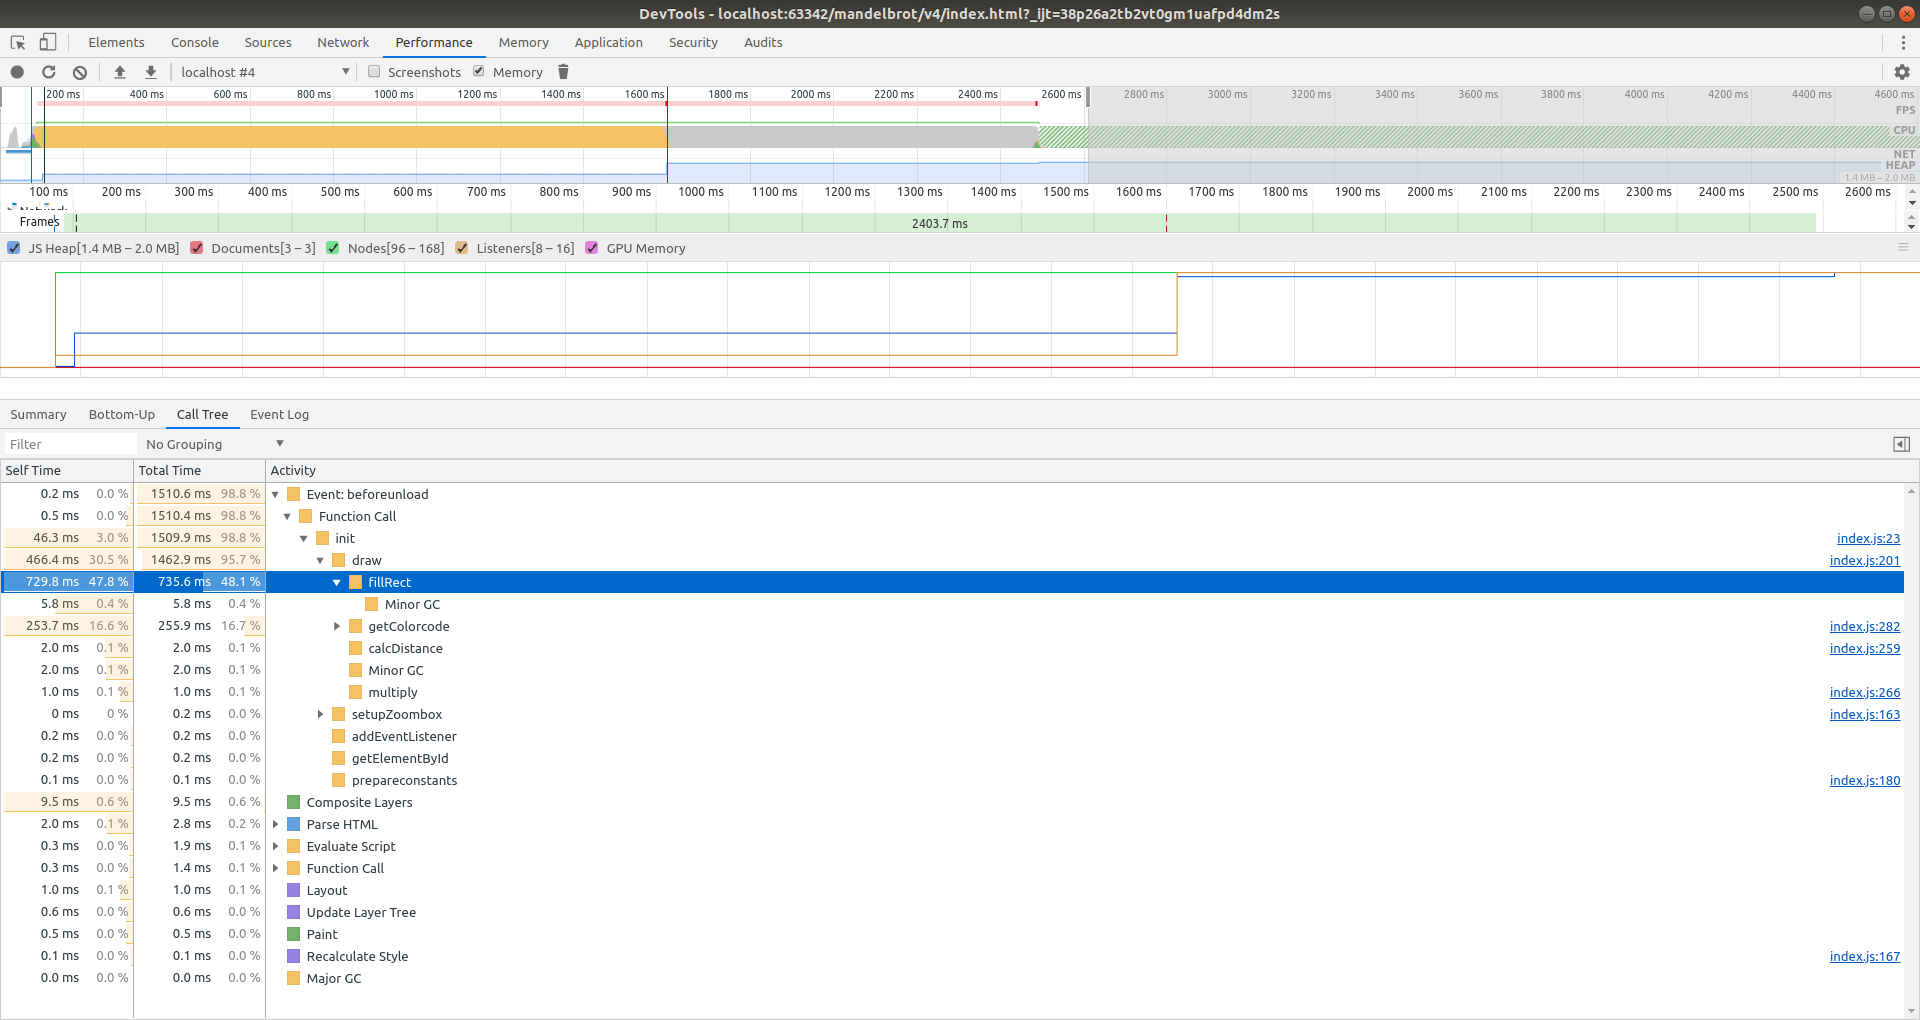 DevTools - localhost:63342/mandelbrot/v4/index.html?_ijt=38p26a2tb2vt0gm1uafpd4dm2s
Elements Console Sources Network Performance Memory Application Security Audits
localhost #4 Screenshots Memory
200 ms 400 ms 600 ms 800 ms 1000 ms 1200 ms 1400 ms 1600 ms 1800 ms 2000 ms 2200 ms 2400 ms 2600 ms 2800 ms 3000 ms 3200 ms 3400 ms 3600 ms 3800 ms 4000 ms 4200 ms 4400 ms 4600 ms
FPS
CPU
NET
HEAP
1.4 MB – 2.0 MB
100 ms 200 ms 300 ms 400 ms 500 ms 600 ms 700 ms 800 ms 900 ms 1000 ms 1100 ms 1200 ms 1300 ms 1400 ms 1500 ms 1600 ms 1700 ms 1800 ms 1900 ms 2000 ms 2100 ms 2200 ms 2300 ms 2400 ms 2500 ms 2600 ms
Network
Frames 2403.7 ms
JS Heap[1.4 MB – 2.0 MB] Documents[3 – 3] Nodes[96 – 168] Listeners[8 – 16] GPU Memory
Summary Bottom-Up Call Tree Event Log
Filter No Grouping
Self Time Total Time Activity
0.2 ms 0.0 % 1510.6 ms 98.8 % Event: beforeunload
0.5 ms 0.0 % 1510.4 ms 98.8 % Function Call
46.3 ms 3.0 % 1509.9 ms 98.8 % init index.js:23
466.4 ms 30.5 % 1462.9 ms 95.7 % draw index.js:201
729.8 ms 47.8 % 735.6 ms 48.1 % fillRect
5.8 ms 0.4 % 5.8 ms 0.4 % Minor GC
253.7 ms 16.6 % 255.9 ms 16.7 % getColorcode index.js:282
2.0 ms 0.1 % 2.0 ms 0.1 % calcDistance index.js:259
2.0 ms 0.1 % 2.0 ms 0.1 % Minor GC
1.0 ms 0.1 % 1.0 ms 0.1 % multiply index.js:266
0 ms 0 % 0.2 ms 0.0 % setupZoombox index.js:163
0.2 ms 0.0 % 0.2 ms 0.0 % addEventListener
0.2 ms 0.0 % 0.2 ms 0.0 % getElementById
0.1 ms 0.0 % 0.1 ms 0.0 % prepareconstants index.js:180
9.5 ms 0.6 % 9.5 ms 0.6 % Composite Layers
2.0 ms 0.1 % 2.8 ms 0.2 % Parse HTML
0.3 ms 0.0 % 1.9 ms 0.1 % Evaluate Script
0.3 ms 0.0 % 1.4 ms 0.1 % Function Call
1.0 ms 0.1 % 1.0 ms 0.1 % Layout
0.6 ms 0.0 % 0.6 ms 0.0 % Update Layer Tree
0.5 ms 0.0 % 0.5 ms 0.0 % Paint
0.1 ms 0.0 % 0.1 ms 0.0 % Recalculate Style index.js:167
0.0 ms 0.0 % 0.0 ms 0.0 % Major GC